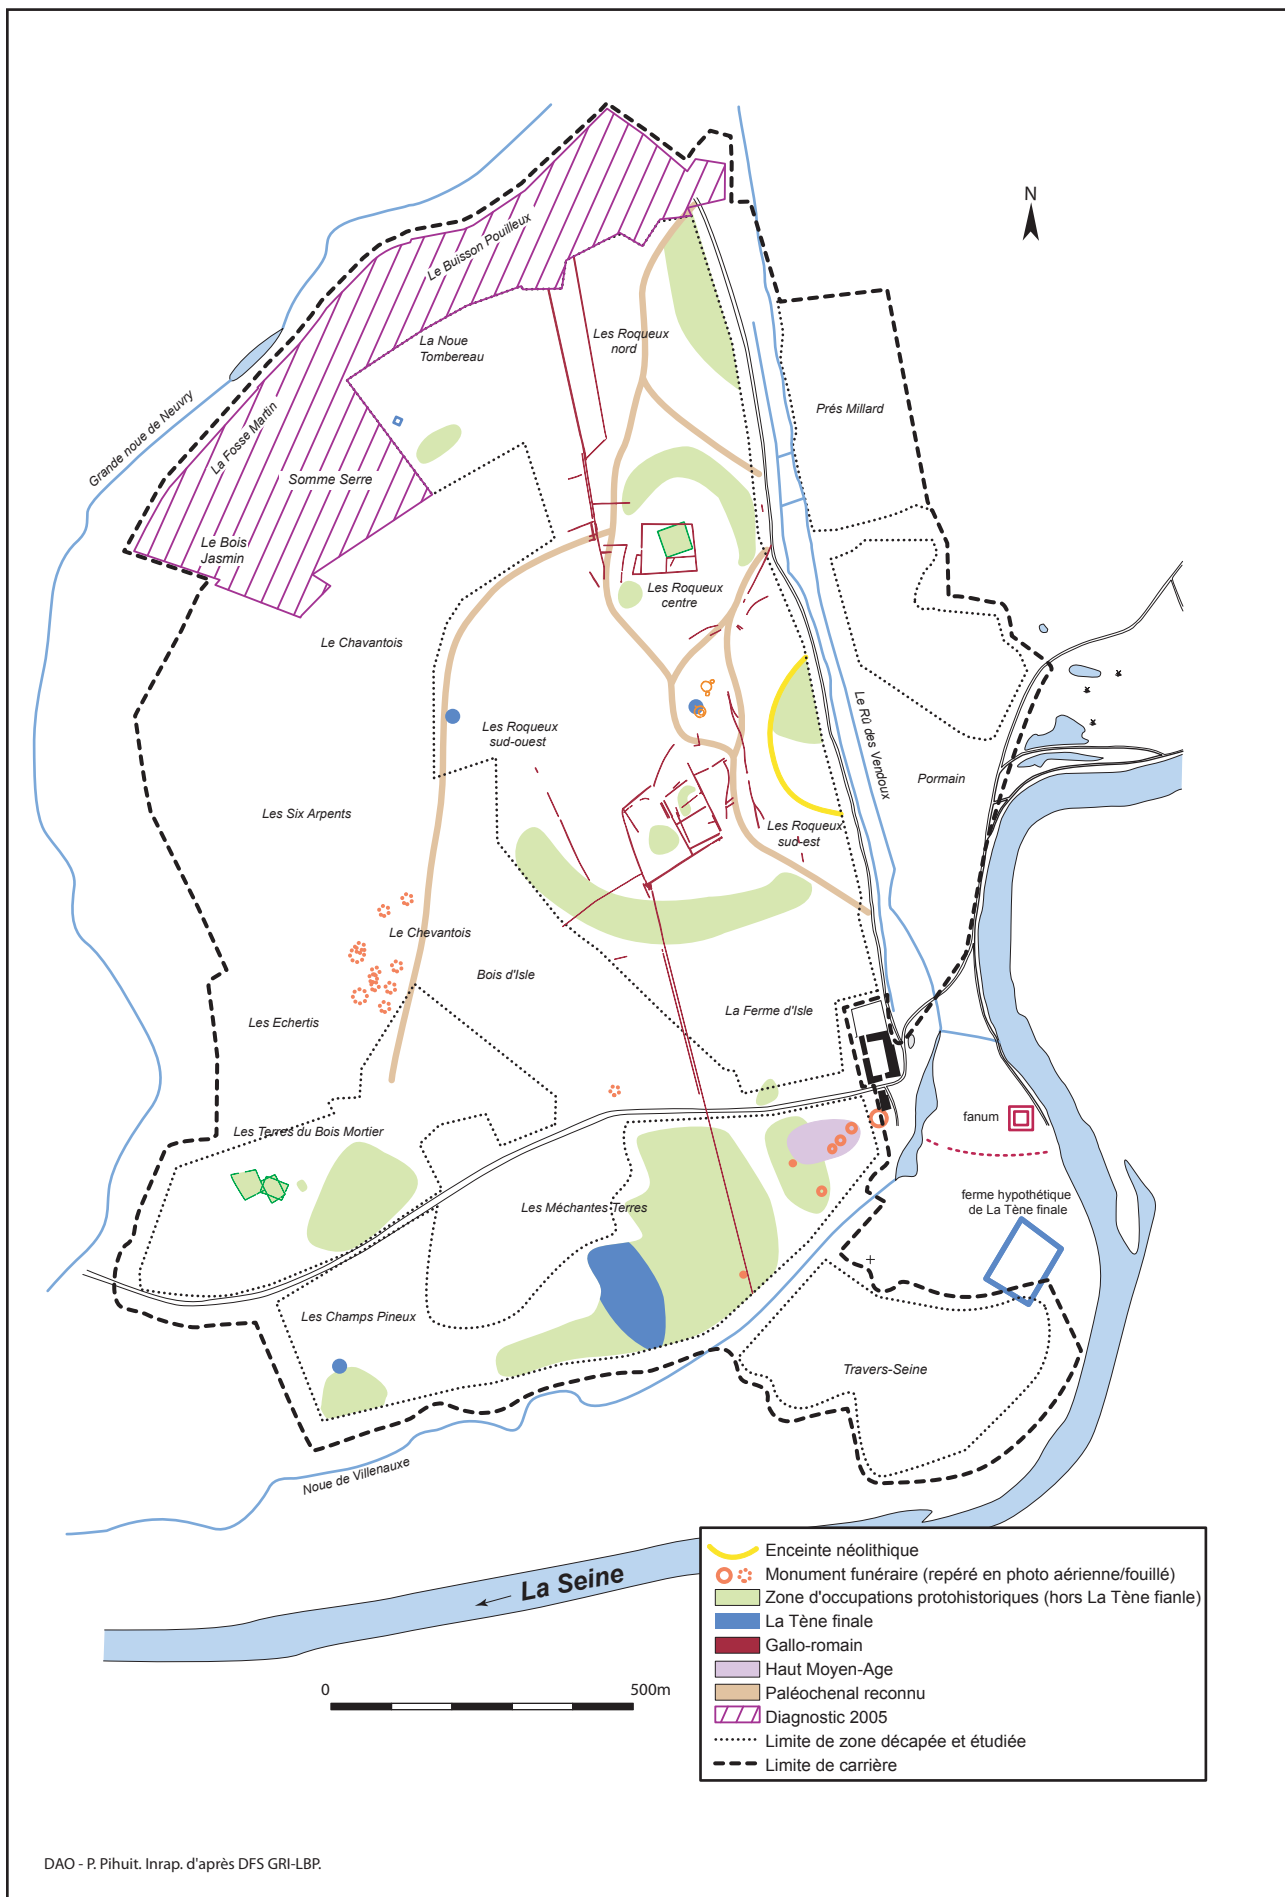 N
Le Buisson Pouilleux
Les Roqueux
nord
La Noue
Tombereau
Prés Millard
Grande noue de Neuvry
La Fosse Martin
Somme Serre
Le Bois
Jasmin
Les Roqueux
centre
Le Chavantois
Les Roqueux
sud-ouest
Le Rû des Vendoux
Pormain
Les Six Arpents
Les Roqueux
sud-est
Le Chevantois
Bois d'Isle
Les Echertis
La Ferme d'Isle
fanum
Les Terres du Bois Mortier
ferme hypothétique
de La Tène finale
Les Méchantes Terres
Les Champs Pineux
Travers-Seine
Noue de Villenauxe
La Seine
0 500m
Enceinte néolithique
Monument funéraire (repéré en photo aérienne/fouillé)
Zone d'occupations protohistoriques (hors La Tène fianle)
La Tène finale
Gallo-romain
Haut Moyen-Age
Paléochenal reconnu
Diagnostic 2005
Limite de zone décapée et étudiée
Limite de carrière
DAO - P. Pihuit. Inrap. d'après DFS GRI-LBP.